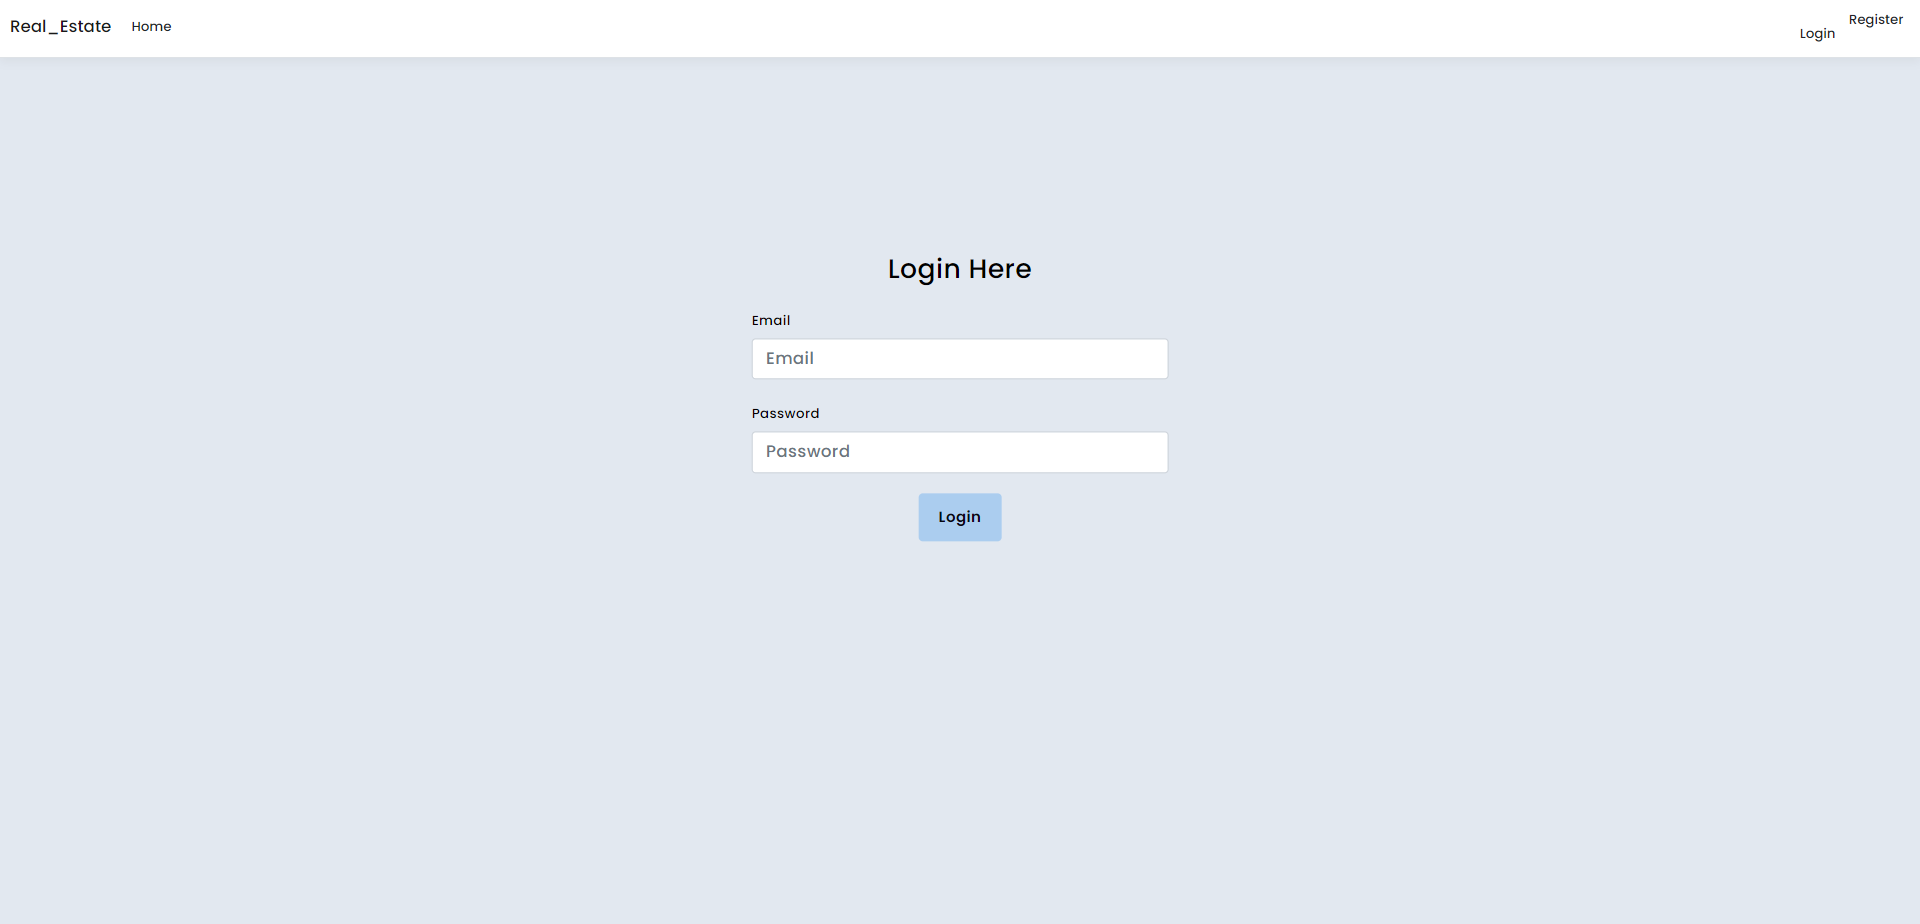 Real_Estate Home
Register
Login
Login Here
Email
Email
Password
Password
Login